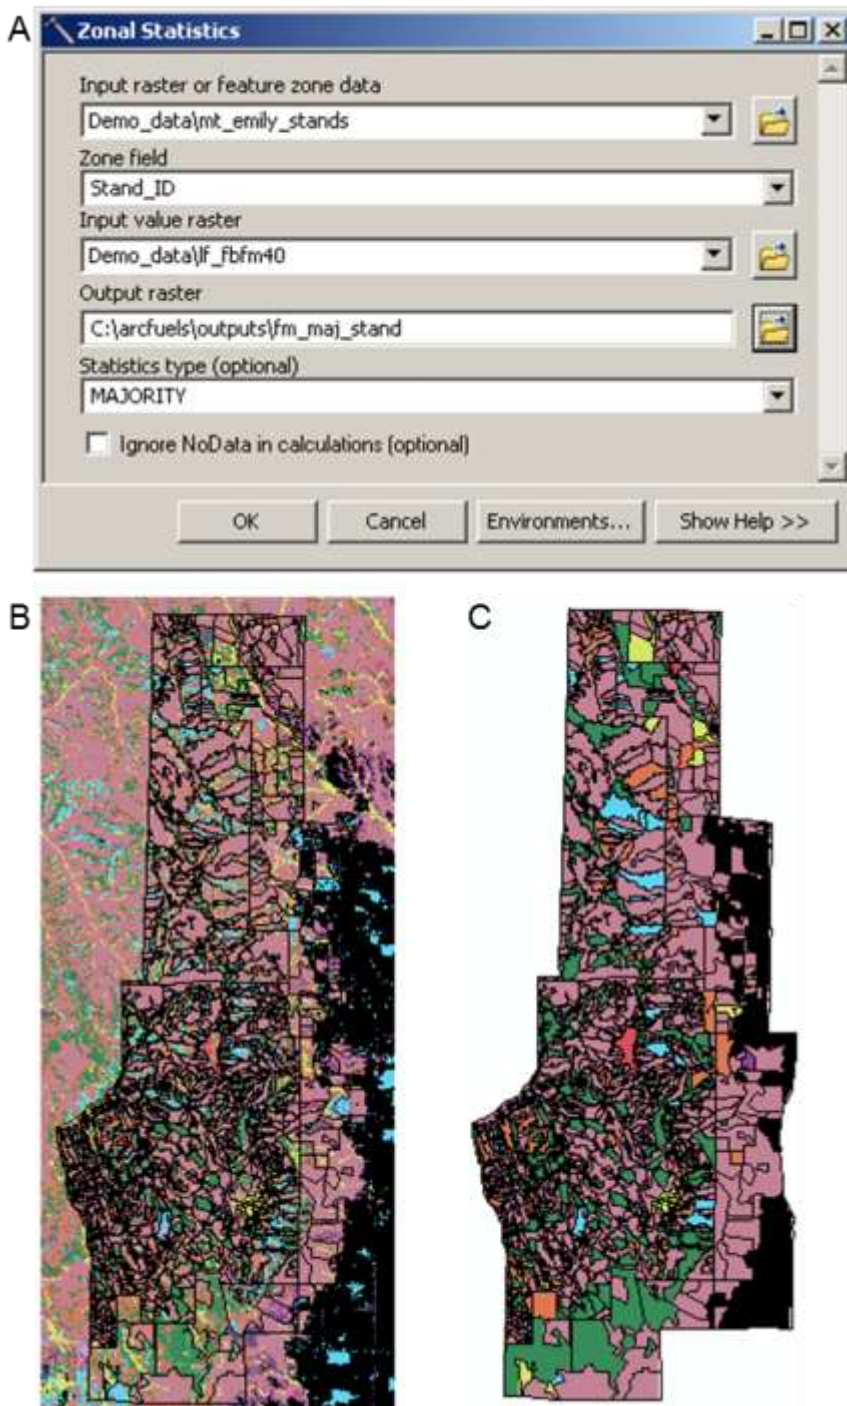 A
Zonal Statistics
Input raster or feature zone data
Demo_data\mt_emily_stands
Zone field
Stand_ID
Input value raster
Demo_data\lf_fbfm40
Output raster
C:\arcfuels\outputs\fm_maj_stand
Statistics type (optional)
MAJORITY
Ignore NoData in calculations (optional)
OK Cancel Environments... Show Help >>
B C